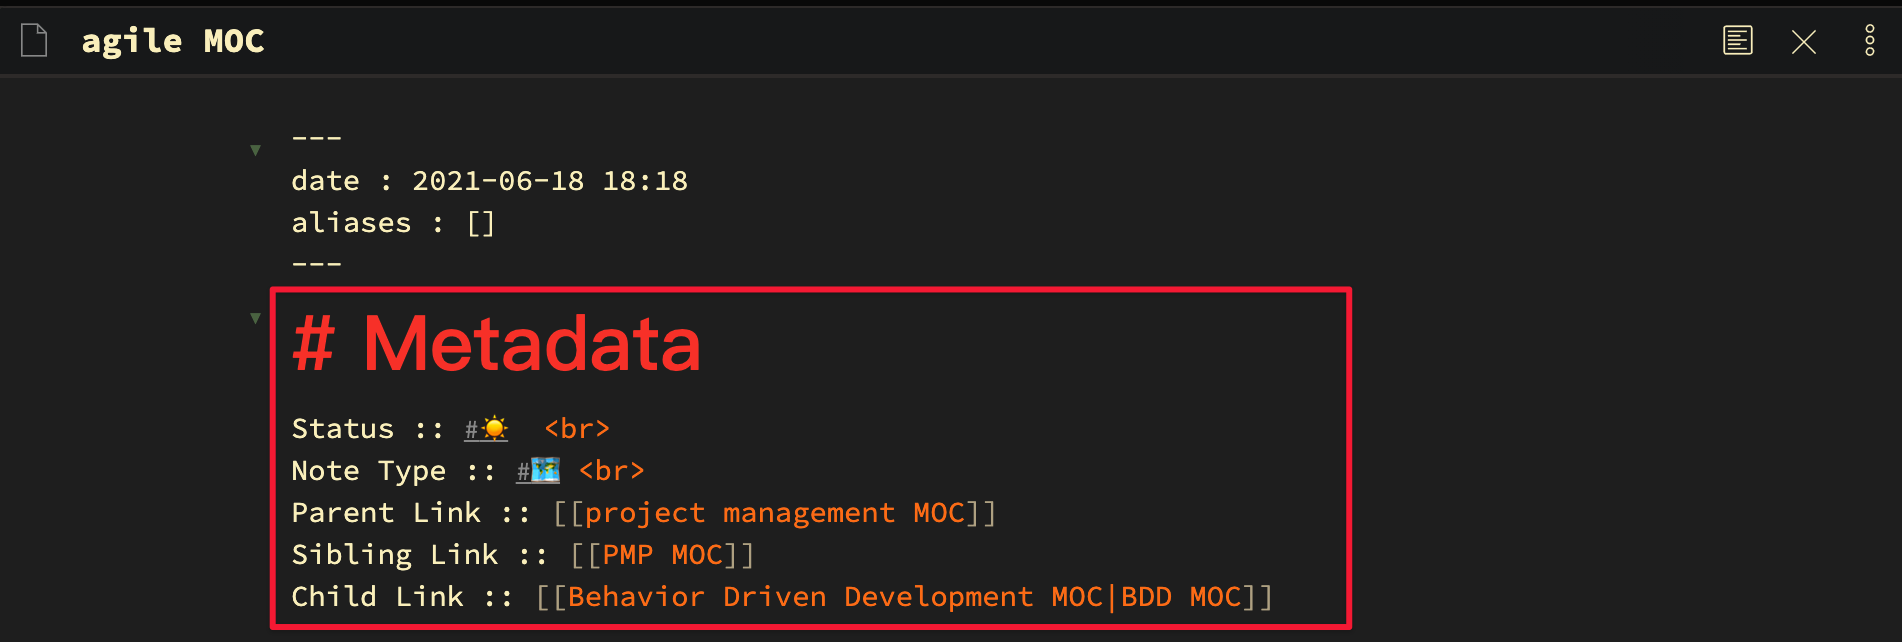 agile MOC
---
date : 2021-06-18 18:18
aliases : []
---
# Metadata
Status :: #☀️  <br>
Note Type :: #🗺️ <br>
Parent Link :: [[project management MOC]]
Sibling Link :: [[PMP MOC]]
Child Link :: [[Behavior Driven Development MOC|BDD MOC]]